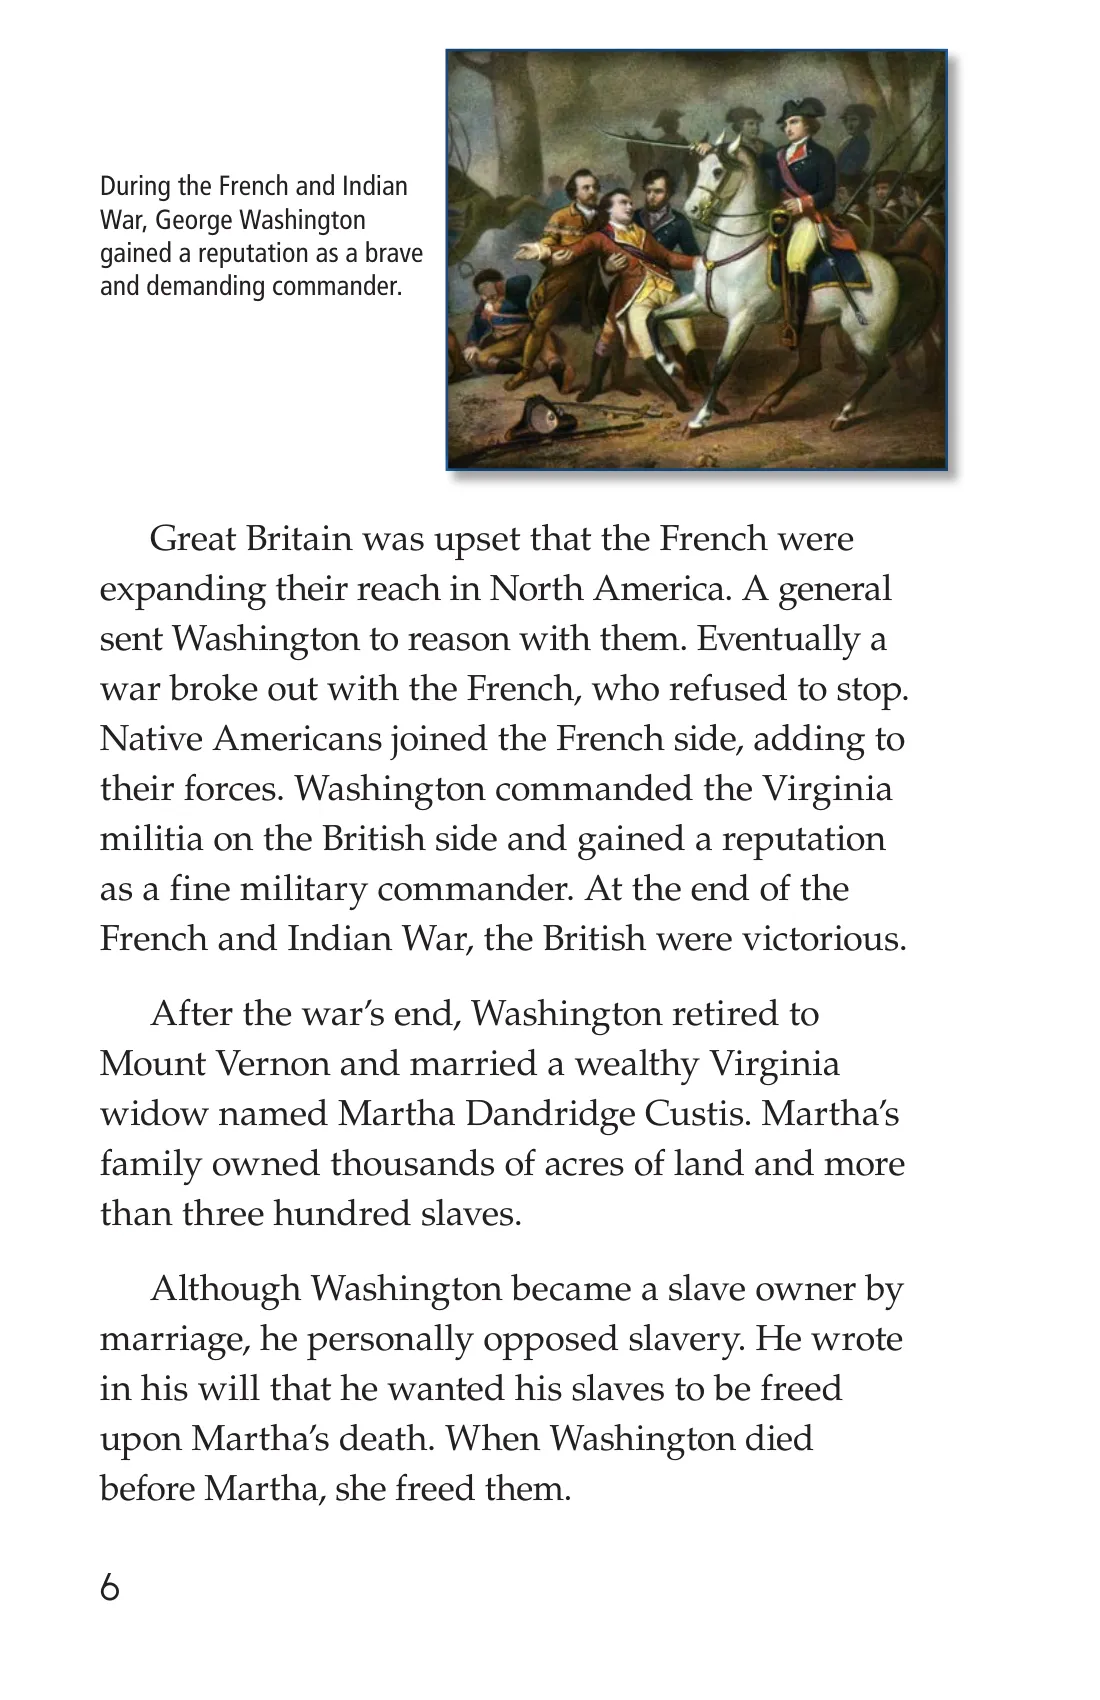 During the French and Indian
War, George Washington
gained a reputation as a brave
and demanding commander.
Great Britain was upset that the French were
expanding their reach in North America. A general
sent Washington to reason with them. Eventually a
war broke out with the French, who refused to stop.
Native Americans joined the French side, adding to
their forces. Washington commanded the Virginia
militia on the British side and gained a reputation
as a fine military commander. At the end of the
French and Indian War, the British were victorious.
After the war’s end, Washington retired to
Mount Vernon and married a wealthy Virginia
widow named Martha Dandridge Custis. Martha’s
family owned thousands of acres of land and more
than three hundred slaves.
Although Washington became a slave owner by
marriage, he personally opposed slavery. He wrote
in his will that he wanted his slaves to be freed
upon Martha’s death. When Washington died
before Martha, she freed them.
6